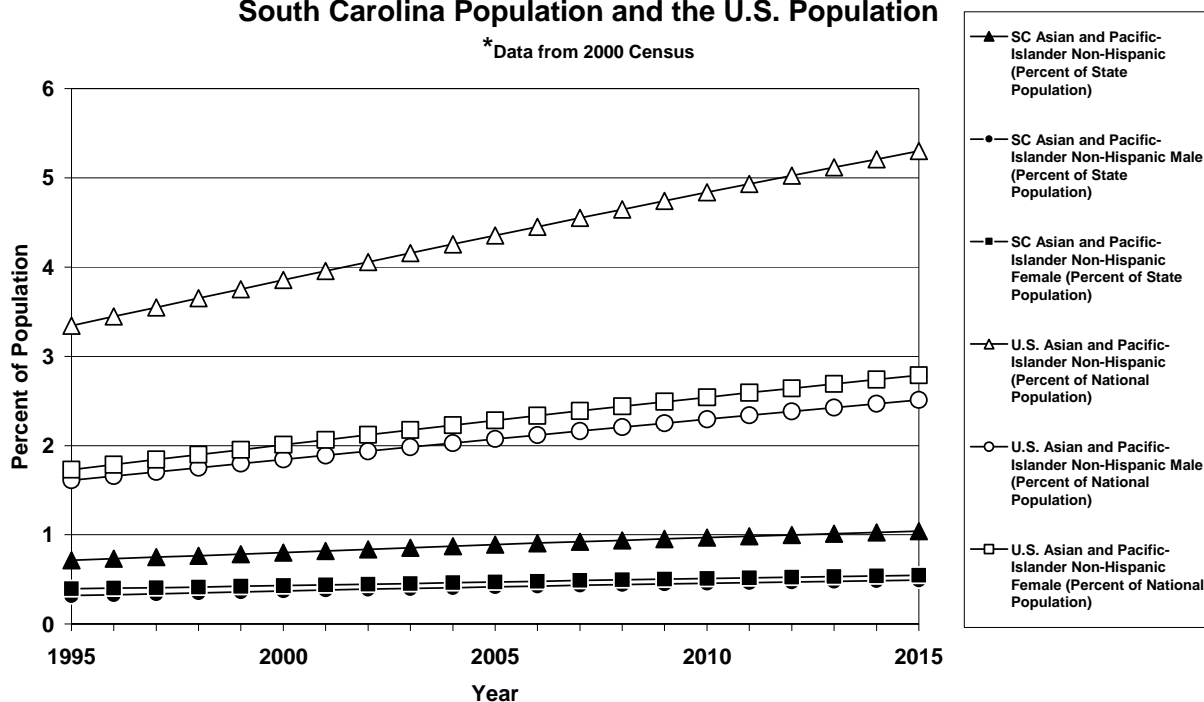 South Carolina Population and the U.S. Population
*Data from 2000 Census
6
5
4
3
2
1
0
Percent of Population
1995
2000
2005
2010
2015
Year
SC Asian and Pacific-
Islander Non-Hispanic
(Percent of State
Population)
SC Asian and Pacific-
Islander Non-Hispanic Male
(Percent of State
Population)
SC Asian and Pacific-
Islander Non-Hispanic
Female (Percent of State
Population)
U.S. Asian and Pacific-
Islander Non-Hispanic
(Percent of National
Population)
U.S. Asian and Pacific-
Islander Non-Hispanic Male
(Percent of National
Population)
U.S. Asian and Pacific-
Islander Non-Hispanic
Female (Percent of National
Population)